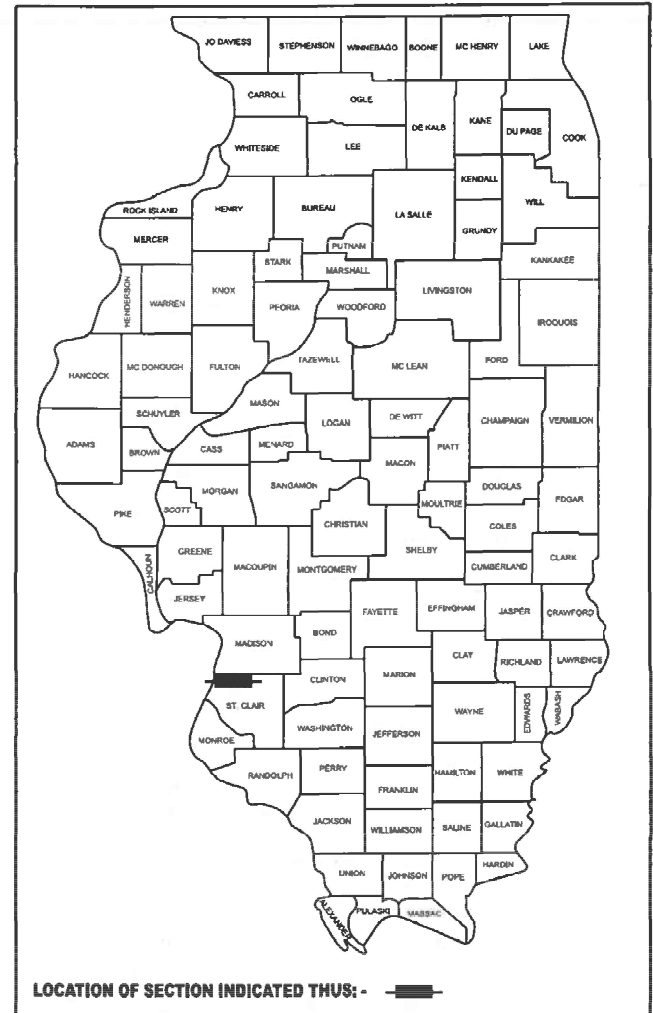 JO DAVIESS
STEPHENSON
WINNEBAGO
BOONE
MC HENRY
LAKE
CARROLL
OGLE
DE KALB
KANE
DU PAGE
COOK
WHITESIDE
LEE
KENDALL
WILL
ROCK ISLAND
HENRY
BUREAU
LA SALLE
GRUNDY
MERCER
PUTNAM
STARK
MARSHALL
KANKAKEE
HENDERSON
WARREN
KNOX
PEORIA
WOODFORD
LIVINGSTON
IROQUOIS
HANCOCK
MC DONOUGH
FULTON
TAZEWELL
MC LEAN
FORD
MASON
SCHUYLER
LOGAN
DE WITT
CHAMPAIGN
VERMILION
ADAMS
BROWN
CASS
MENARD
PIATT
MACON
SANGAMON
MORGAN
SCOTT
PIKE
CHRISTIAN
MOULTRIE
DOUGLAS
EDGAR
COLES
SHELBY
GREENE
MACOUPIN
MONTGOMERY
CUMBERLAND
CLARK
CALHOUN
JERSEY
FAYETTE
EFFINGHAM
JASPER
CRAWFORD
MADISON
BOND
CLAY
RICHLAND
LAWRENCE
CLINTON
MARION
ST. CLAIR
WAYNE
EDWARDS
WABASH
WASHINGTON
JEFFERSON
MONROE
RANDOLPH
PERRY
HAMILTON
WHITE
FRANKLIN
JACKSON
WILLIAMSON
SALINE
GALLATIN
HARDIN
UNION
JOHNSON
POPE
ALEXANDER
PULASKI
MASSAC
LOCATION OF SECTION INDICATED THUS: -